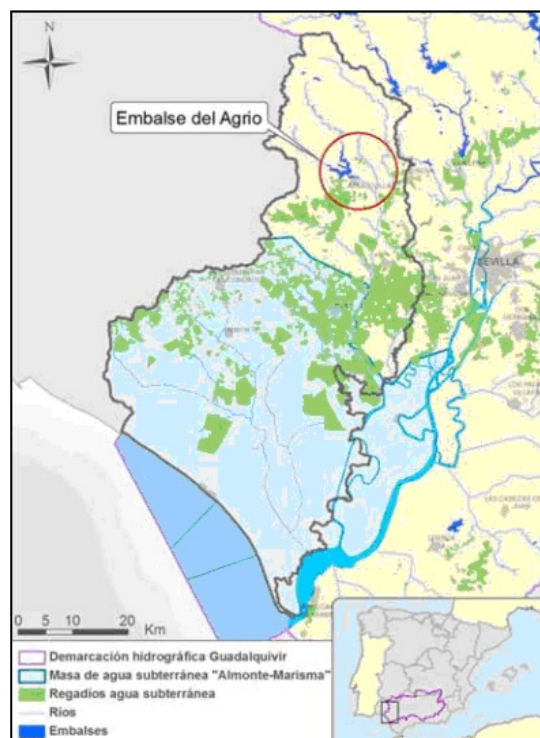 N
Embalse del Agrio
SEVILLA
0 5 10 20
Km
Demarcación hidrográfica Guadalquivir
Masa de agua subterránea "Almonte-Marisma"
Regadíos agua subterránea
Ríos
Embalses